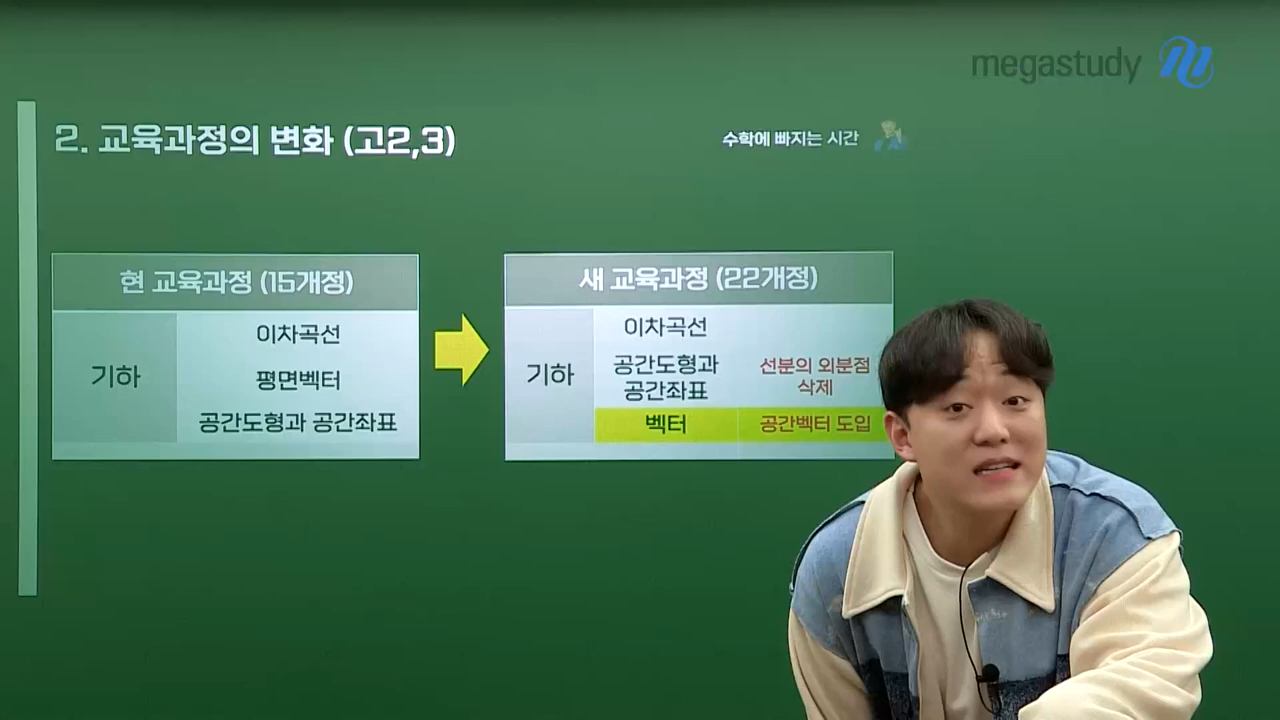 megastudy
2. 교육과정의 변화 (고2,3)
수학에 빠지는 시간
현 교육과정 (15개정)
기하
이차곡선
평면벡터
공간도형과 공간좌표
새 교육과정 (22개정)
기하
이차곡선
공간도형과
공간좌표
선분의 외분점
삭제
벡터
공간벡터 도입